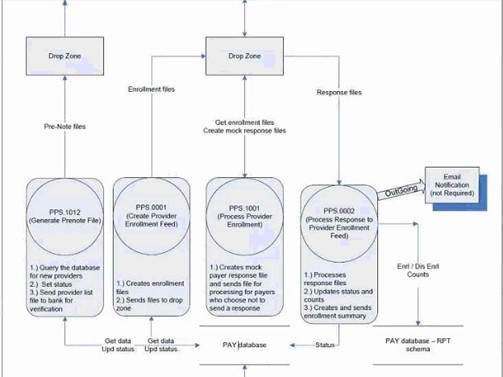 Drop Zone
Drop Zone
Enrollment files
Response files
Pre-Note files
Get enrollment files
Create mock response files
Email
Notification
(not Required)
OutGoing
PPS.1012
(Generate Prenote File)
PPS.0001
(Create Provider
Enrollment Feed)
PPS.1001
(Process Provider
Enrollment)
PPS.0002
(Process Response to
Provider Enrollment
Feed)
1.) Query the database
for new providers
2.) Set status
3.) Send provider list
file to bank for
verification
1.) Creates enrollment
files
2.) Sends files to drop
zone
1.) Creates mock
payer response file
and sends file for
processing for payers
who choose not to
send a response
1.) Processes
response files
2.) Updates status and
counts
3.) Creates and sends
enrollment summary
Enrl / Dis Enrl
Counts
Get data
Upd status
Get data
Upd status
PAY database
Status
PAY database – RPT
schema